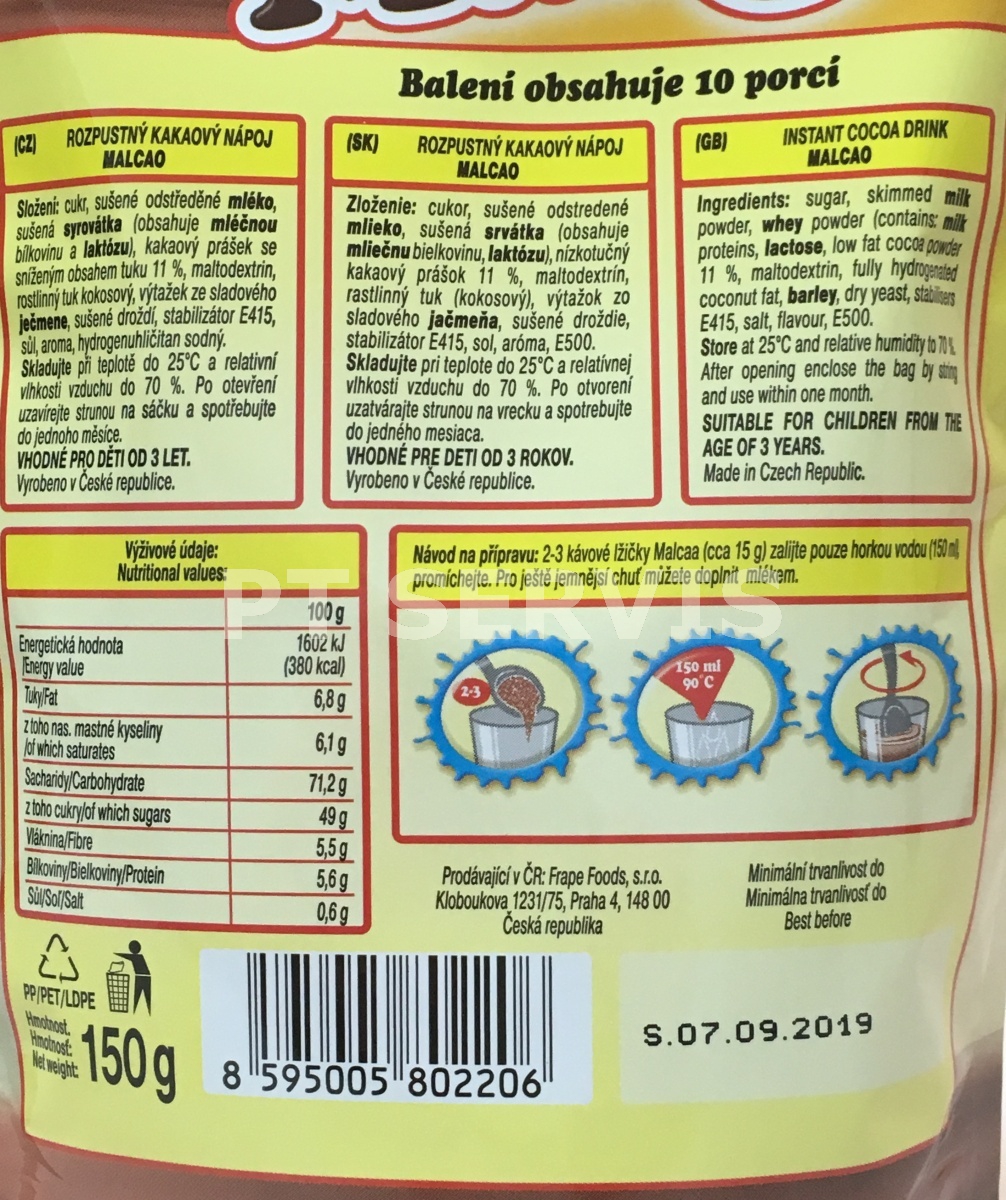 Balení obsahuje 10 porcí
(CZ) ROZPUSTNÝ KAKAOVÝ NÁPOJ
MALCAO
Složení: cukr, sušené odstředěné mléko,
sušená syrovátka (obsahuje mléčnou
bílkovinu a laktózu), kakaový prášek se
sníženým obsahem tuku 11 %, maltodextrin,
rostlinný tuk kokosový, výtažek ze sladového
ječmene, sušené droždí, stabilizátor E415,
sůl, aroma, hydrogenuhličitan sodný.
Skladujte při teplotě do 25°C a relativní
vlhkosti vzduchu do 70 %. Po otevření
uzavírejte strunou na sáčku a spotřebujte
do jednoho měsíce.
VHODNÉ PRO DĚTI OD 3 LET.
Vyrobeno v České republice.
(SK) ROZPUSTNÝ KAKAOVÝ NÁPOJ
MALCAO
Zloženie: cukor, sušené odstredené
mlieko, sušená srvátka (obsahuje
mliečnu bielkovinu, laktózu), nízkotučný
kakaový prášok 11 %, maltodextrín,
rastlinný tuk (kokosový), výtažok zo
sladového jačmeňa, sušené droždie,
stabilizátor E415, sol, aróma, E500.
Skladujte pri teplote do 25°C a relatívnej
vlhkosti vzduchu do 70 %. Po otvorení
uzatvárajte strunou na vrecku a spotrebujte
do jedného mesiaca.
VHODNÉ PRE DETI OD 3 ROKOV.
Vyrobeno v České republice.
(GB) INSTANT COCOA DRINK
MALCAO
Ingredients: sugar, skimmed milk
powder, whey powder (contains: milk
proteins, lactose, low fat cocoa powder
11 %, maltodextrin, fully hydrogenated
coconut fat, barley, dry yeast, stabilisers
E415, salt, flavour, E500.
Store at 25°C and relative humidity to 70 %.
After opening enclose the bag by string
and use within one month.
SUITABLE FOR CHILDREN FROM THE
AGE OF 3 YEARS.
Made in Czech Republic.
Výživové údaje:
Nutritional values:
100 g
Energetická hodnota 1602 kJ
/Energy value (380 kcal)
Tuky/Fat 6,8 g
z toho nas. mastné kyseliny
/of which saturates 6,1 g
Sacharidy/Carbohydrate 71,2 g
z toho cukry/of which sugars 49 g
Vláknina/Fibre 5,5 g
Bílkoviny/Bielkoviny/Protein 5,6 g
Sůl/Soľ/Salt 0,6 g
Návod na přípravu: 2-3 kávové lžičky Malcaa (cca 15 g) zalijte pouze horkou vodou (150 ml),
promíchejte. Pro ještě jemnější chuť můžete doplnit mlékem.
PT SERVIS
2-3
150 ml
90°C
Prodávající v ČR: Frape Foods, s.r.o.
Kloboukova 1231/75, Praha 4, 148 00
Česká republika
Minimální trvanlivost do
Minimálna trvanlivosť do
Best before
S.07.09.2019
PP/PET/LDPE
Hmotnost.
Hmotnosť:
Net weight:
150 g
8 595005 802206